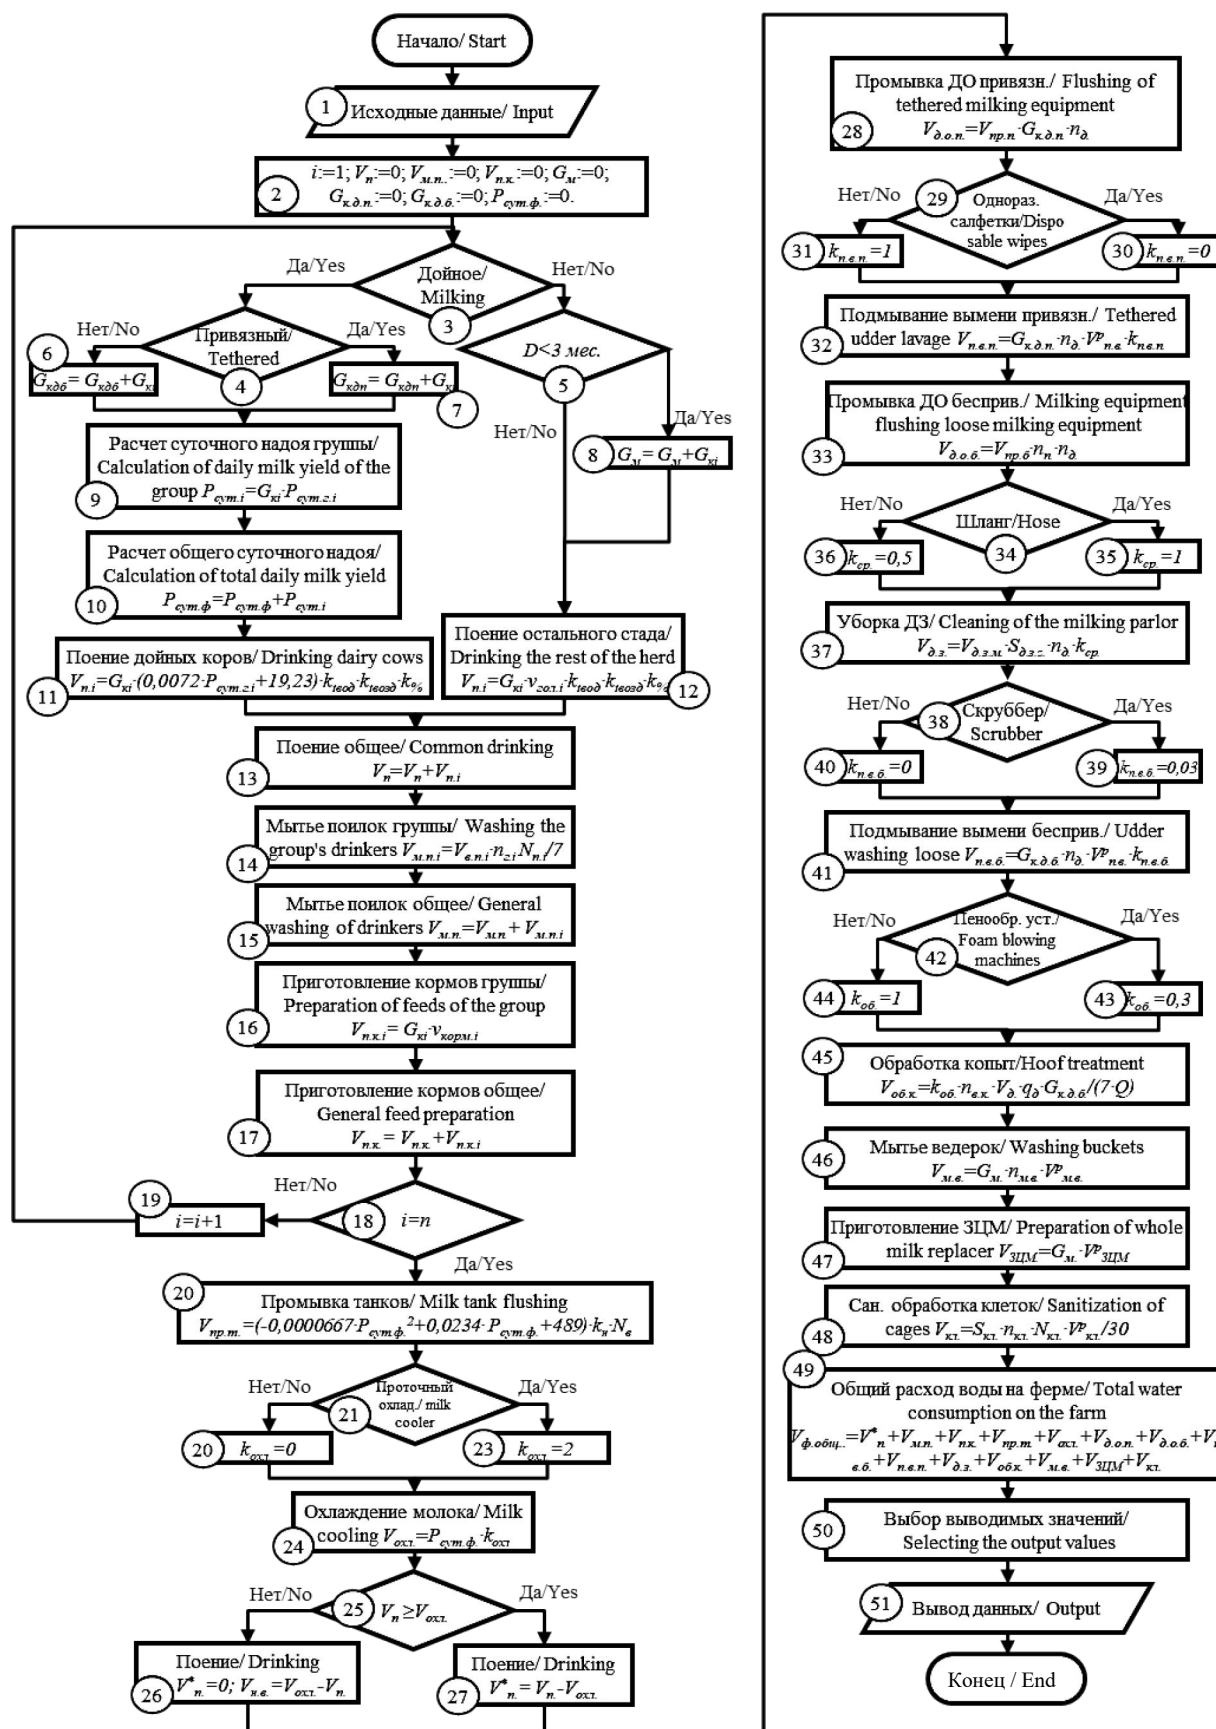 Начало/ Start
1
Исходные данные/ Input
2
i:=1; Vп:=0; Vм.п.:=0; Vп.к.:=0; Gм:=0;
Gк.д.п.:=0; Gк.д.б.:=0; Pсут.ф.:=0.
Да/Yes
Дойное/
Milking
3
Нет/No
Нет/No
Привязный/
Tethered
4
Да/Yes
D<3 мес.
5
6
Gкдб= Gкдб+Gкi
Gкдп= Gкдп+Gкi
7
Нет/No
Да/Yes
8
Gм= Gм+Gкi
Расчет суточного надоя группы/
Calculation of daily milk yield of the
group Pсут.i=Gкi·Pсут.г.i
9
Расчет общего суточного надоя/
Calculation of total daily milk yield
Pсут.ф=Pсут.ф+Pсут.i
10
Поение дойных коров/ Drinking dairy cows
Vп.i=Gкi·(0,0072·Pсут.г.i+19,23)·ktвод·ktвозд·k%
11
Поение остального стада/
Drinking the rest of the herd
Vп.i=Gкi·vгол.i·ktвод·ktвозд·k%
12
Поение общее/ Common drinking
Vп=Vп+Vп.i
13
Мытье поилок группы/ Washing the
group's drinkers Vм.п.i=Vв.п.i·nг.iNп.i/7
14
Мытье поилок общее/ General
washing of drinkers Vм.п.=Vм.п+ Vм.п.i
15
Приготовление кормов группы/
Preparation of feeds of the group
Vп.к.i= Gкi·vкорм.i
16
Приготовление кормов общее/
General feed preparation
Vп.к.= Vп.к.+Vп.к.i
17
Нет/No
18
i=n
19
i=i+1
Да/Yes
20
Промывка танков/ Milk tank flushing
Vпр.т.=(-0,0000667·Pсут.ф.²+0,0234·Pсут.ф.+489)·kн·Nв
Нет/No
Проточный
охлад./ milk
cooler
21
Да/Yes
20
kохл.=0
23
kохл.=2
Охлаждение молока/ Milk
cooling Vохл.=Pсут.ф.·kохл
24
Нет/No
25
Vп≥Vохл.
Да/Yes
Поение/ Drinking
V*п.=0; Vн.в.=Vохл.-Vп.
26
Поение/ Drinking
V*п.= Vп.-Vохл.
27
Промывка ДО привязн./ Flushing of
tethered milking equipment
Vд.о.п.=Vпр.п·Gк.д.п·nд.
28
Нет/No
29
Однораз.
салфетки/Dispo
sable wipes
Да/Yes
31
kп.в.п.=1
30
kп.в.п.=0
Подмывание вымени привязн./ Tethered
udder lavage Vп.в.п.=Gк.д.п.·nд.·Vᵖп.в.·kп.в.п
32
Промывка ДО бесприв./ Milking equipment
flushing loose milking equipment
Vд.о.б.=Vпр.б·nп·nд
33
Нет/No
Шланг/Hose
34
Да/Yes
36
kср.=0,5
35
kср.=1
Уборка ДЗ/ Cleaning of the milking parlor
Vд.з.=Vд.з.м.·Sд.з.г.·nд.·kср.
37
Нет/No
38
Скруббер/
Scrubber
Да/Yes
40
kп.в.б.=0
39
kп.в.б.=0,03
Подмывание вымени бесприв./ Udder
washing loose Vп.в.б.=Gк.д.б.·nд.·Vᵖп.в.·kп.в.б.
41
Нет/No
Пенообр. уст./
Foam blowing
machines
42
Да/Yes
44
kоб.=1
43
kоб.=0,3
45
Обработка копыт/Hoof treatment
Vоб.к.=kоб.·nв.к.·Vд.·qд·Gк.д.б/(7·Q)
Мытье ведерок/ Washing buckets
Vм.в.=Gм.·nм.в.·Vᵖм.в.
46
Приготовление ЗЦМ/ Preparation of whole
milk replacer VЗЦМ=Gм.·VᵖЗЦМ
47
Сан. обработка клеток/ Sanitization of
cages Vкл.=Sкл.·nкл.·Nкл.·Vᵖкл./30
48
49
Общий расход воды на ферме/ Total water
consumption on the farm
Vф.общ..=V*п+Vм.п.+Vп.к.+Vпр.т.+Vохл.+Vд.о.п.+Vд.о.б.+Vп
в.б.+Vп.в.п.+Vд.з.+Vоб.к.+Vм.в.+VЗЦМ+Vкл.
Выбор выводимых значений/
Selecting the output values
50
51
Вывод данных/ Output
Конец / End